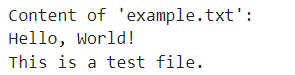 Content of 'example.txt':
Hello, World!
This is a test file.